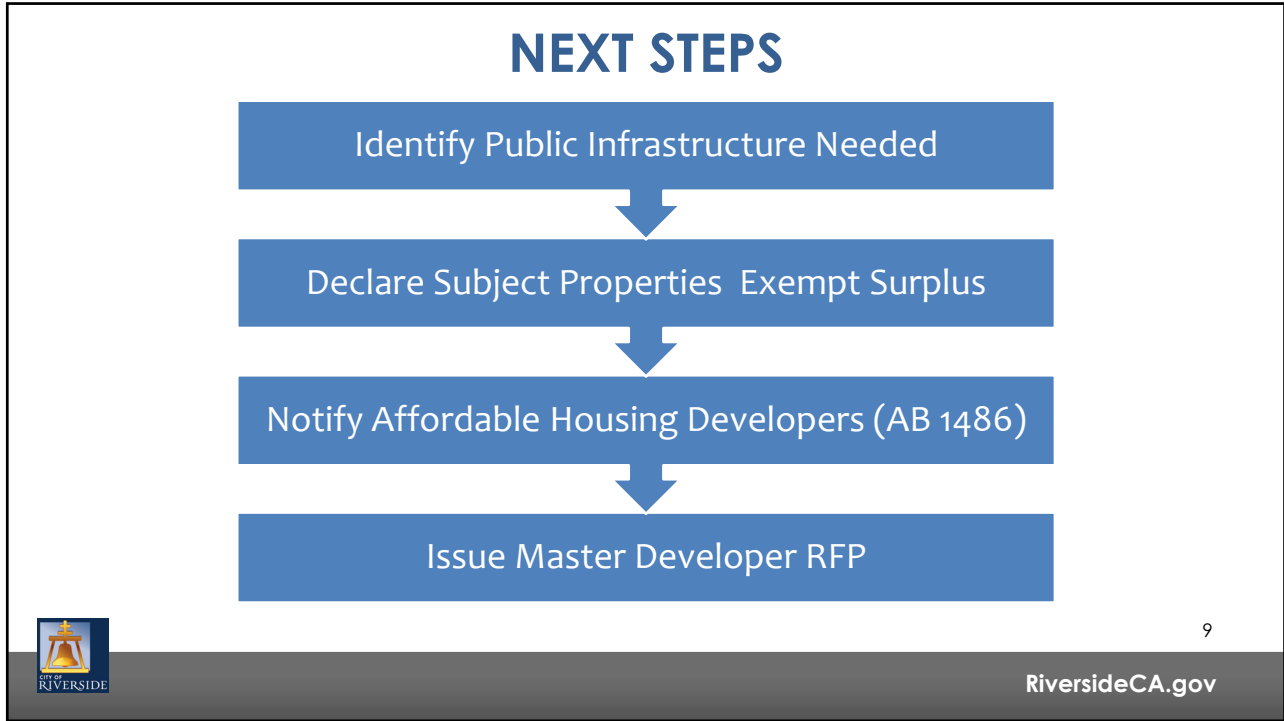 NEXT STEPS
Identify Public Infrastructure Needed
Declare Subject Properties  Exempt Surplus
Notify Affordable Housing Developers (AB 1486)
Issue Master Developer RFP
9
CITY OF
RIVERSIDE
RiversideCA.gov